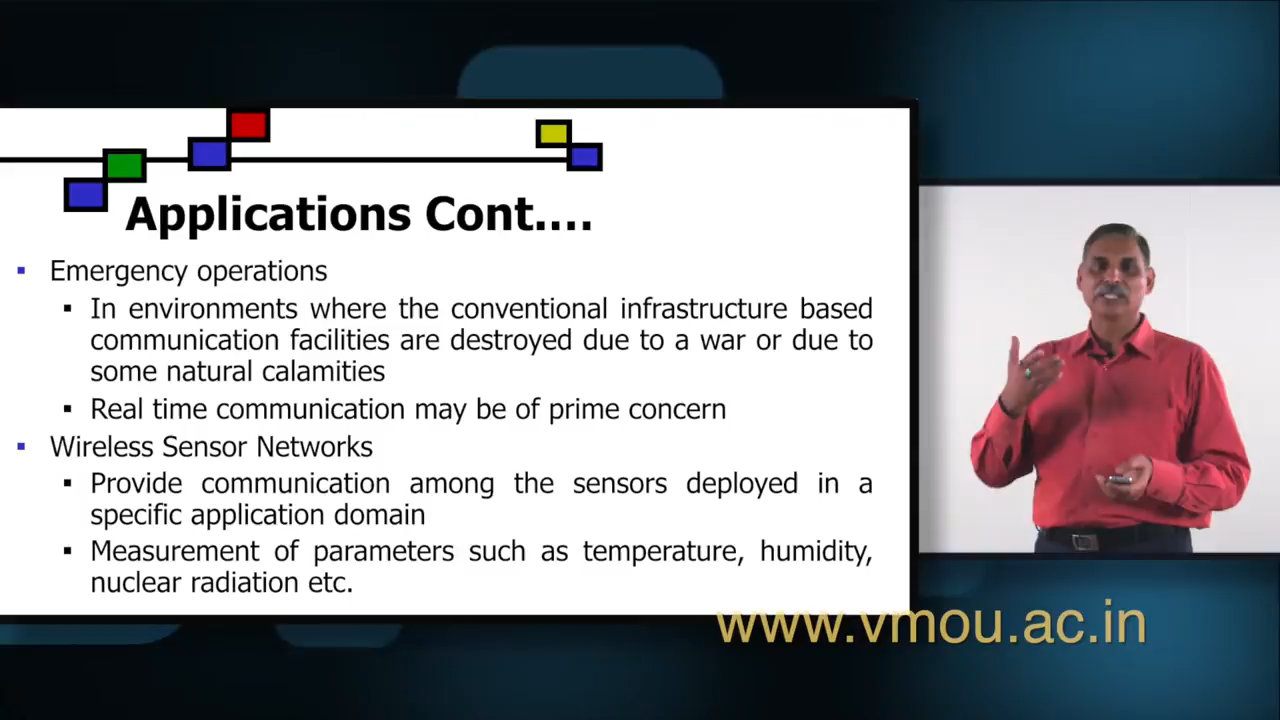 Applications Cont....
▪ Emergency operations
▪ In environments where the conventional infrastructure based
communication facilities are destroyed due to a war or due to
some natural calamities
▪ Real time communication may be of prime concern
▪ Wireless Sensor Networks
▪ Provide communication among the sensors deployed in a
specific application domain
▪ Measurement of parameters such as temperature, humidity,
nuclear radiation etc.
www.vmou.ac.in